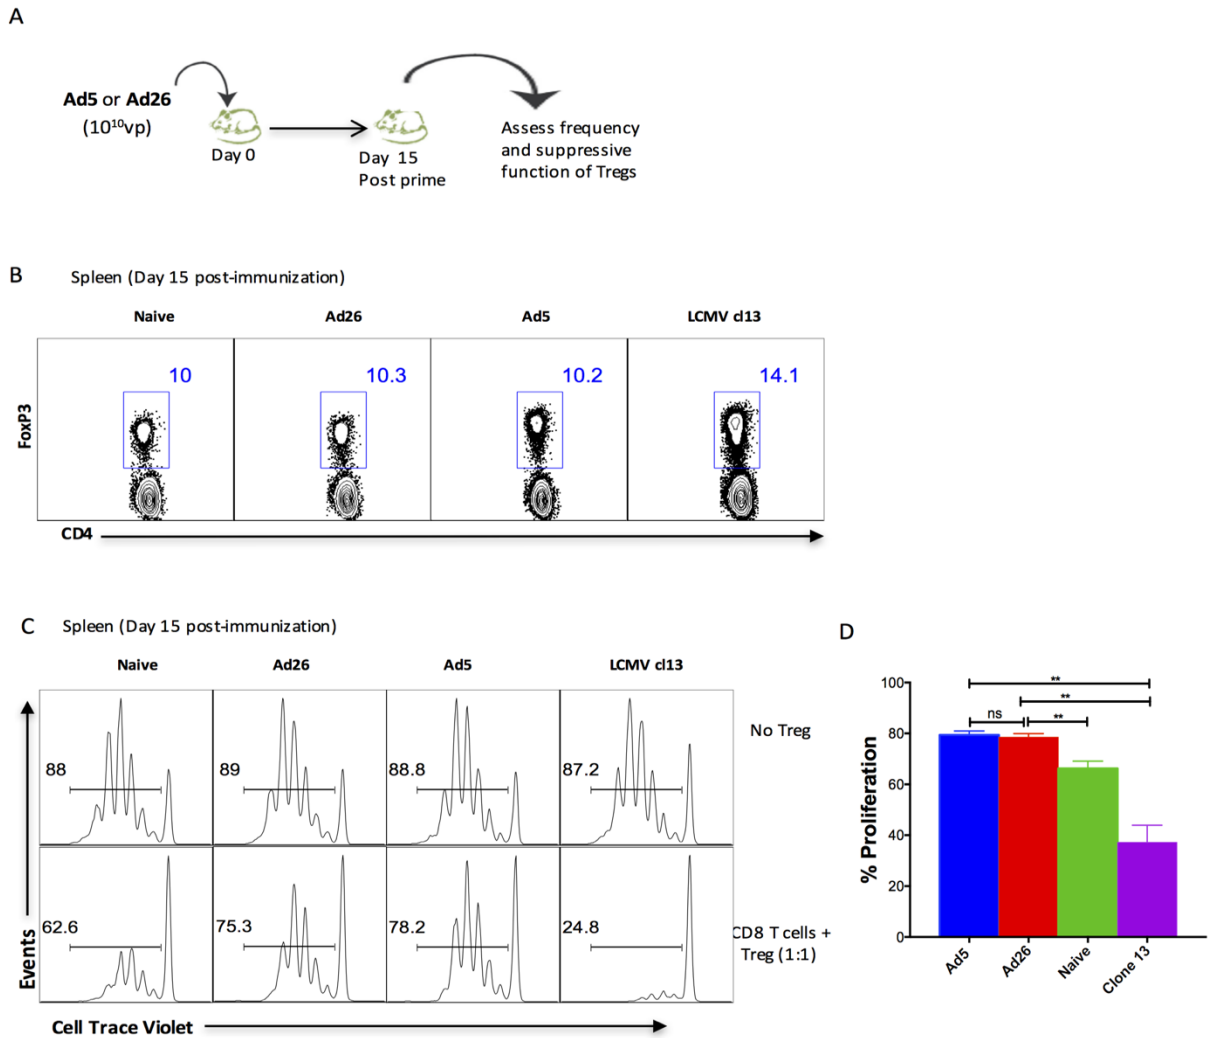 A
Ad5 or Ad26
(10¹⁰vp)
Day 0
Day 15
Post prime
Assess frequency
and suppressive
function of Tregs
B
Spleen (Day 15 post-immunization)
Naive
Ad26
Ad5
LCMV cl13
10
10.3
10.2
14.1
FoxP3
CD4
C
Spleen (Day 15 post-immunization)
Naive
Ad26
Ad5
LCMV cl13
88
89
88.8
87.2
No Treg
62.6
75.3
78.2
24.8
CD8 T cells +
Treg (1:1)
Events
Cell Trace Violet
D
**
**
ns
**
100
80
60
40
20
0
% Proliferation
Ad5
Ad26
Naive
Clone 13